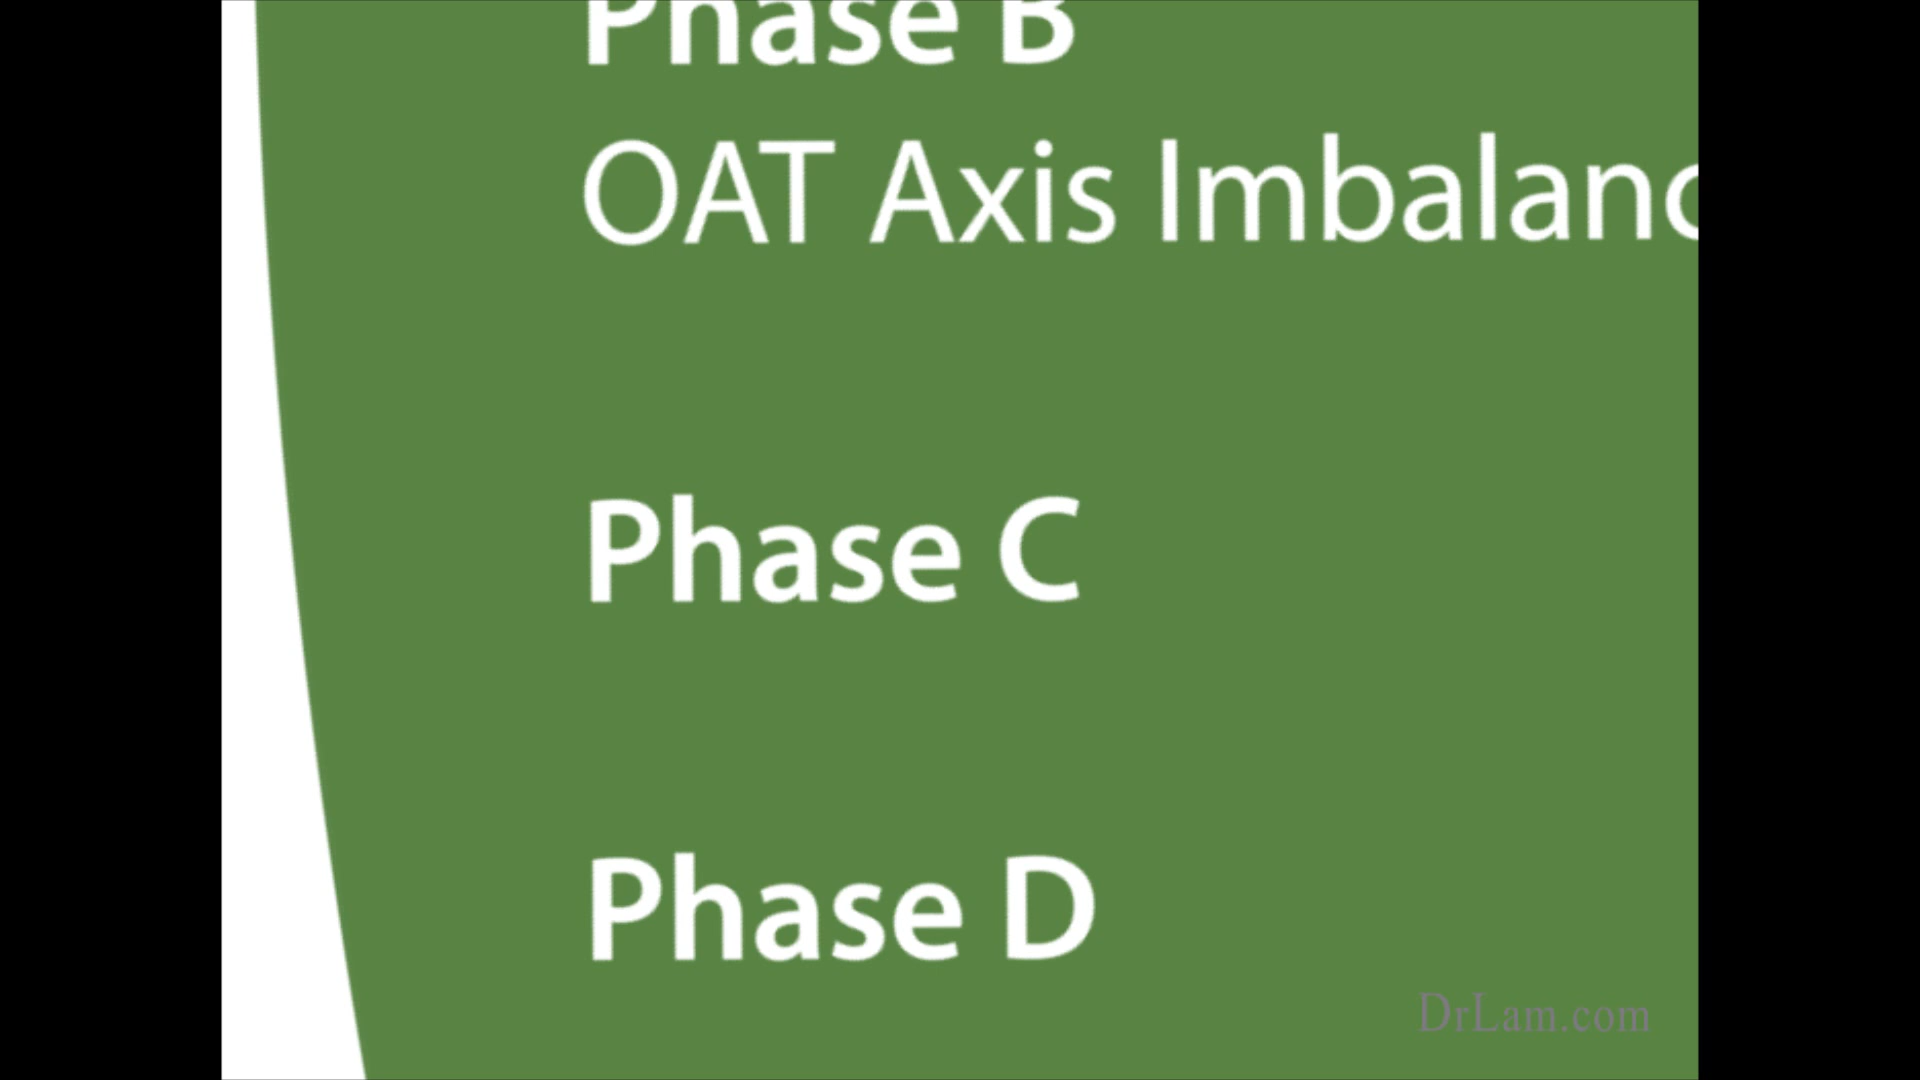 Phase B
OAT Axis Imbalanc
Phase C
Phase D
DrLam.com